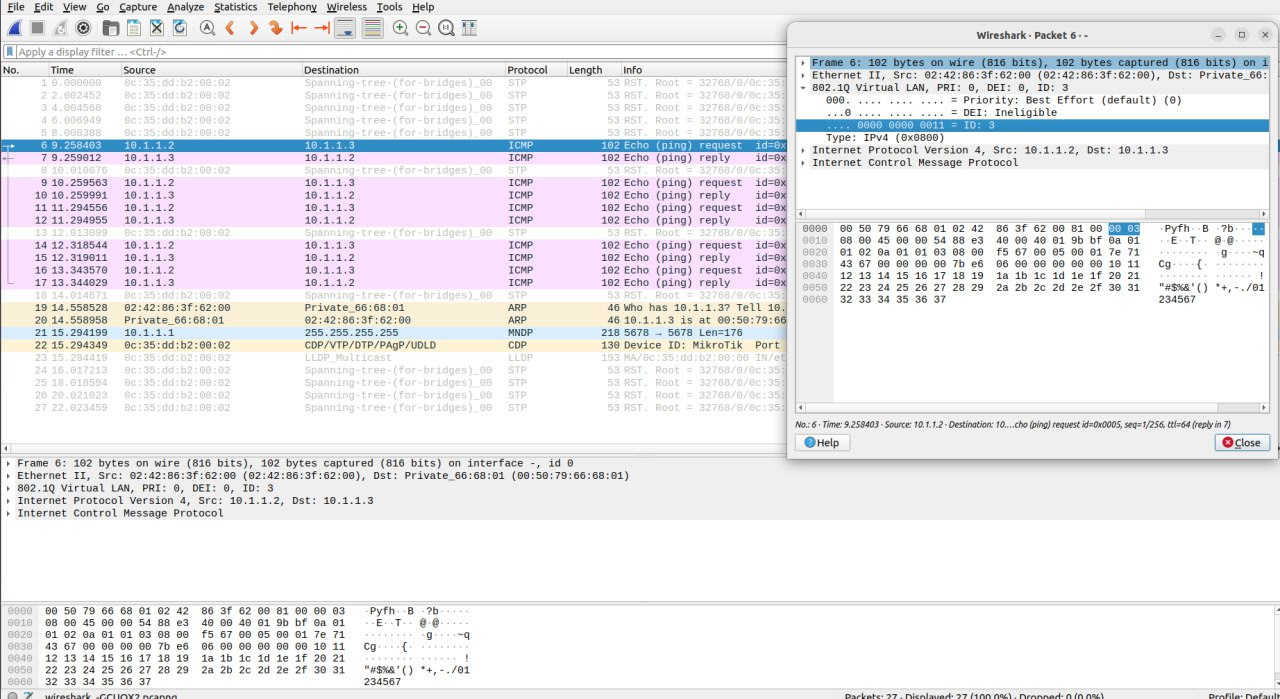 File Edit View Go Capture Analyze Statistics Telephony Wireless Tools Help
Apply a display filter ... <Ctrl-/>
No. Time Source Destination Protocol Length Info
1 0.000000 0c:35:dd:b2:00:02 Spanning-tree-(for-bridges)_00 STP 53 RST. Root = 32768/0/0c:35:
2 2.002452 0c:35:dd:b2:00:02 Spanning-tree-(for-bridges)_00 STP 53 RST. Root = 32768/0/0c:35:
3 4.004568 0c:35:dd:b2:00:02 Spanning-tree-(for-bridges)_00 STP 53 RST. Root = 32768/0/0c:35:
4 6.006949 0c:35:dd:b2:00:02 Spanning-tree-(for-bridges)_00 STP 53 RST. Root = 32768/0/0c:35:
5 8.008388 0c:35:dd:b2:00:02 Spanning-tree-(for-bridges)_00 STP 53 RST. Root = 32768/0/0c:35:
6 9.258403 10.1.1.2 10.1.1.3 ICMP 102 Echo (ping) request id=0x
7 9.259012 10.1.1.3 10.1.1.2 ICMP 102 Echo (ping) reply id=0x
8 10.010676 0c:35:dd:b2:00:02 Spanning-tree-(for-bridges)_00 STP 53 RST. Root = 32768/0/0c:35:
9 10.259563 10.1.1.2 10.1.1.3 ICMP 102 Echo (ping) request id=0x
10 10.259991 10.1.1.3 10.1.1.2 ICMP 102 Echo (ping) reply id=0x
11 11.294556 10.1.1.2 10.1.1.3 ICMP 102 Echo (ping) request id=0x
12 11.294955 10.1.1.3 10.1.1.2 ICMP 102 Echo (ping) reply id=0x
13 12.013099 0c:35:dd:b2:00:02 Spanning-tree-(for-bridges)_00 STP 53 RST. Root = 32768/0/0c:35:
14 12.318544 10.1.1.2 10.1.1.3 ICMP 102 Echo (ping) request id=0x
15 12.319011 10.1.1.3 10.1.1.2 ICMP 102 Echo (ping) reply id=0x
16 13.343570 10.1.1.2 10.1.1.3 ICMP 102 Echo (ping) request id=0x
17 13.344029 10.1.1.3 10.1.1.2 ICMP 102 Echo (ping) reply id=0x
18 14.014671 0c:35:dd:b2:00:02 Spanning-tree-(for-bridges)_00 STP 53 RST. Root = 32768/0/0c:35:
19 14.558528 02:42:86:3f:62:00 Private_66:68:01 ARP 46 Who has 10.1.1.3? Tell 10.
20 14.558958 Private_66:68:01 02:42:86:3f:62:00 ARP 46 10.1.1.3 is at 00:50:79:66
21 15.294199 10.1.1.1 255.255.255.255 MNDP 218 5678 → 5678 Len=176
22 15.294349 0c:35:dd:b2:00:02 CDP/VTP/DTP/PAgP/UDLD CDP 130 Device ID: MikroTik Port
23 15.294419 0c:35:dd:b2:00:02 LLDP_Multicast LLDP 193 MA/0c:35:dd:b2:00:00 IN/et
24 16.017213 0c:35:dd:b2:00:02 Spanning-tree-(for-bridges)_00 STP 53 RST. Root = 32768/0/0c:35:
25 18.018594 0c:35:dd:b2:00:02 Spanning-tree-(for-bridges)_00 STP 53 RST. Root = 32768/0/0c:35:
26 20.021023 0c:35:dd:b2:00:02 Spanning-tree-(for-bridges)_00 STP 53 RST. Root = 32768/0/0c:35:
27 22.023459 0c:35:dd:b2:00:02 Spanning-tree-(for-bridges)_00 STP 53 RST. Root = 32768/0/0c:35:
Frame 6: 102 bytes on wire (816 bits), 102 bytes captured (816 bits) on interface -, id 0
Ethernet II, Src: 02:42:86:3f:62:00 (02:42:86:3f:62:00), Dst: Private_66:68:01 (00:50:79:66:68:01)
802.1Q Virtual LAN, PRI: 0, DEI: 0, ID: 3
Internet Protocol Version 4, Src: 10.1.1.2, Dst: 10.1.1.3
Internet Control Message Protocol
0000 00 50 79 66 68 01 02 42 86 3f 62 00 81 00 00 03 ·Pyfh··B ·?b·····
0010 08 00 45 00 00 54 88 e3 40 00 40 01 9b bf 0a 01 ··E··T·· @·@·····
0020 01 02 0a 01 01 03 08 00 f5 67 00 05 00 01 7e 71 ········ ·g····~q
0030 43 67 00 00 00 00 7b e6 06 00 00 00 00 00 10 11 Cg····{· ········
0040 12 13 14 15 16 17 18 19 1a 1b 1c 1d 1e 1f 20 21 ········ ······ !
0050 22 23 24 25 26 27 28 29 2a 2b 2c 2d 2e 2f 30 31 "#$%&'() *+,-./01
0060 32 33 34 35 36 37 234567
wireshark_-GCUOX2.pcapng Packets: 27 · Displayed: 27 (100.0%) · Dropped: 0 (0.0%) Profile: Default
Wireshark · Packet 6 · -
Frame 6: 102 bytes on wire (816 bits), 102 bytes captured (816 bits) on i
Ethernet II, Src: 02:42:86:3f:62:00 (02:42:86:3f:62:00), Dst: Private_66:
802.1Q Virtual LAN, PRI: 0, DEI: 0, ID: 3
000. .... .... .... = Priority: Best Effort (default) (0)
...0 .... .... .... = DEI: Ineligible
.... 0000 0000 0011 = ID: 3
Type: IPv4 (0x0800)
Internet Protocol Version 4, Src: 10.1.1.2, Dst: 10.1.1.3
Internet Control Message Protocol
0000 00 50 79 66 68 01 02 42 86 3f 62 00 81 00 00 03 ·Pyfh··B ·?b·····
0010 08 00 45 00 00 54 88 e3 40 00 40 01 9b bf 0a 01 ··E··T·· @·@·····
0020 01 02 0a 01 01 03 08 00 f5 67 00 05 00 01 7e 71 ········ ·g····~q
0030 43 67 00 00 00 00 7b e6 06 00 00 00 00 00 10 11 Cg····{· ········
0040 12 13 14 15 16 17 18 19 1a 1b 1c 1d 1e 1f 20 21 ········ ······ !
0050 22 23 24 25 26 27 28 29 2a 2b 2c 2d 2e 2f 30 31 "#$%&'() *+,-./01
0060 32 33 34 35 36 37 234567
No.: 6 · Time: 9.258403 · Source: 10.1.1.2 · Destination: 10....cho (ping) request id=0x0005, seq=1/256, ttl=64 (reply in 7)
Help Close